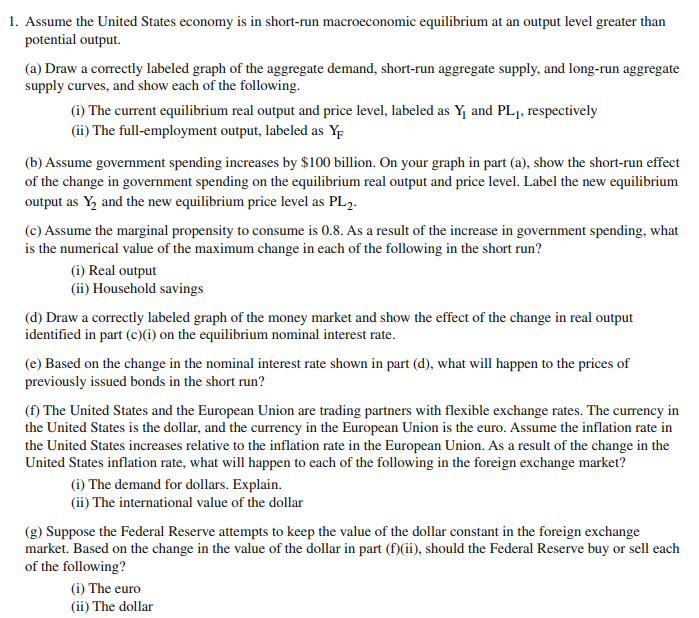 1. Assume the United States economy is in short-run macroeconomic equilibrium at an output level greater than
potential output.
(a) Draw a correctly labeled graph of the aggregate demand, short-run aggregate supply, and long-run aggregate
supply curves, and show each of the following.
(i) The current equilibrium real output and price level, labeled as Y₁ and PL₁, respectively
(ii) The full-employment output, labeled as Y_F
(b) Assume government spending increases by $100 billion. On your graph in part (a), show the short-run effect
of the change in government spending on the equilibrium real output and price level. Label the new equilibrium
output as Y₂ and the new equilibrium price level as PL₂.
(c) Assume the marginal propensity to consume is 0.8. As a result of the increase in government spending, what
is the numerical value of the maximum change in each of the following in the short run?
(i) Real output
(ii) Household savings
(d) Draw a correctly labeled graph of the money market and show the effect of the change in real output
identified in part (c)(i) on the equilibrium nominal interest rate.
(e) Based on the change in the nominal interest rate shown in part (d), what will happen to the prices of
previously issued bonds in the short run?
(f) The United States and the European Union are trading partners with flexible exchange rates. The currency in
the United States is the dollar, and the currency in the European Union is the euro. Assume the inflation rate in
the United States increases relative to the inflation rate in the European Union. As a result of the change in the
United States inflation rate, what will happen to each of the following in the foreign exchange market?
(i) The demand for dollars. Explain.
(ii) The international value of the dollar
(g) Suppose the Federal Reserve attempts to keep the value of the dollar constant in the foreign exchange
market. Based on the change in the value of the dollar in part (f)(ii), should the Federal Reserve buy or sell each
of the following?
(i) The euro
(ii) The dollar